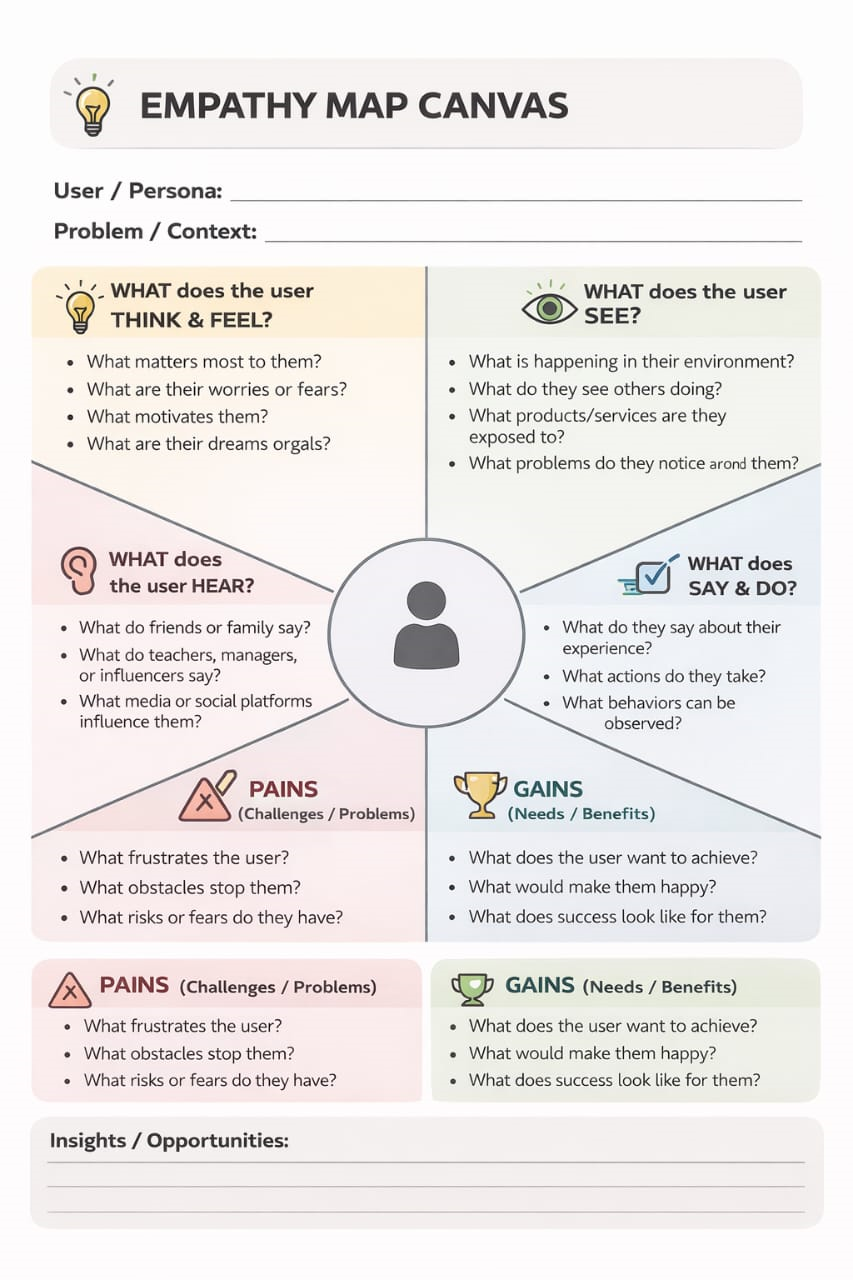 EMPATHY MAP CANVAS
User / Persona:
Problem / Context:
WHAT does the user
THINK & FEEL?
• What matters most to them?
• What are their worries or fears?
• What motivates them?
• What are their dreams orgals?
WHAT does the user
SEE?
• What is happening in their environment?
• What do they see others doing?
• What products/services are they
exposed to?
• What problems do they notice arond them?
WHAT does
the user HEAR?
• What do friends or family say?
• What do teachers, managers,
or influencers say?
• What media or social platforms
influence them?
WHAT does
SAY & DO?
• What do they say about their
experience?
• What actions do they take?
• What behaviors can be
observed?
PAINS
(Challenges / Problems)
• What frustrates the user?
• What obstacles stop them?
• What risks or fears do they have?
GAINS
(Needs / Benefits)
• What does the user want to achieve?
• What would make them happy?
• What does success look like for them?
PAINS (Challenges / Problems)
• What frustrates the user?
• What obstacles stop them?
• What risks or fears do they have?
GAINS (Needs / Benefits)
• What does the user want to achieve?
• What would make them happy?
• What does success look like for them?
Insights / Opportunities: